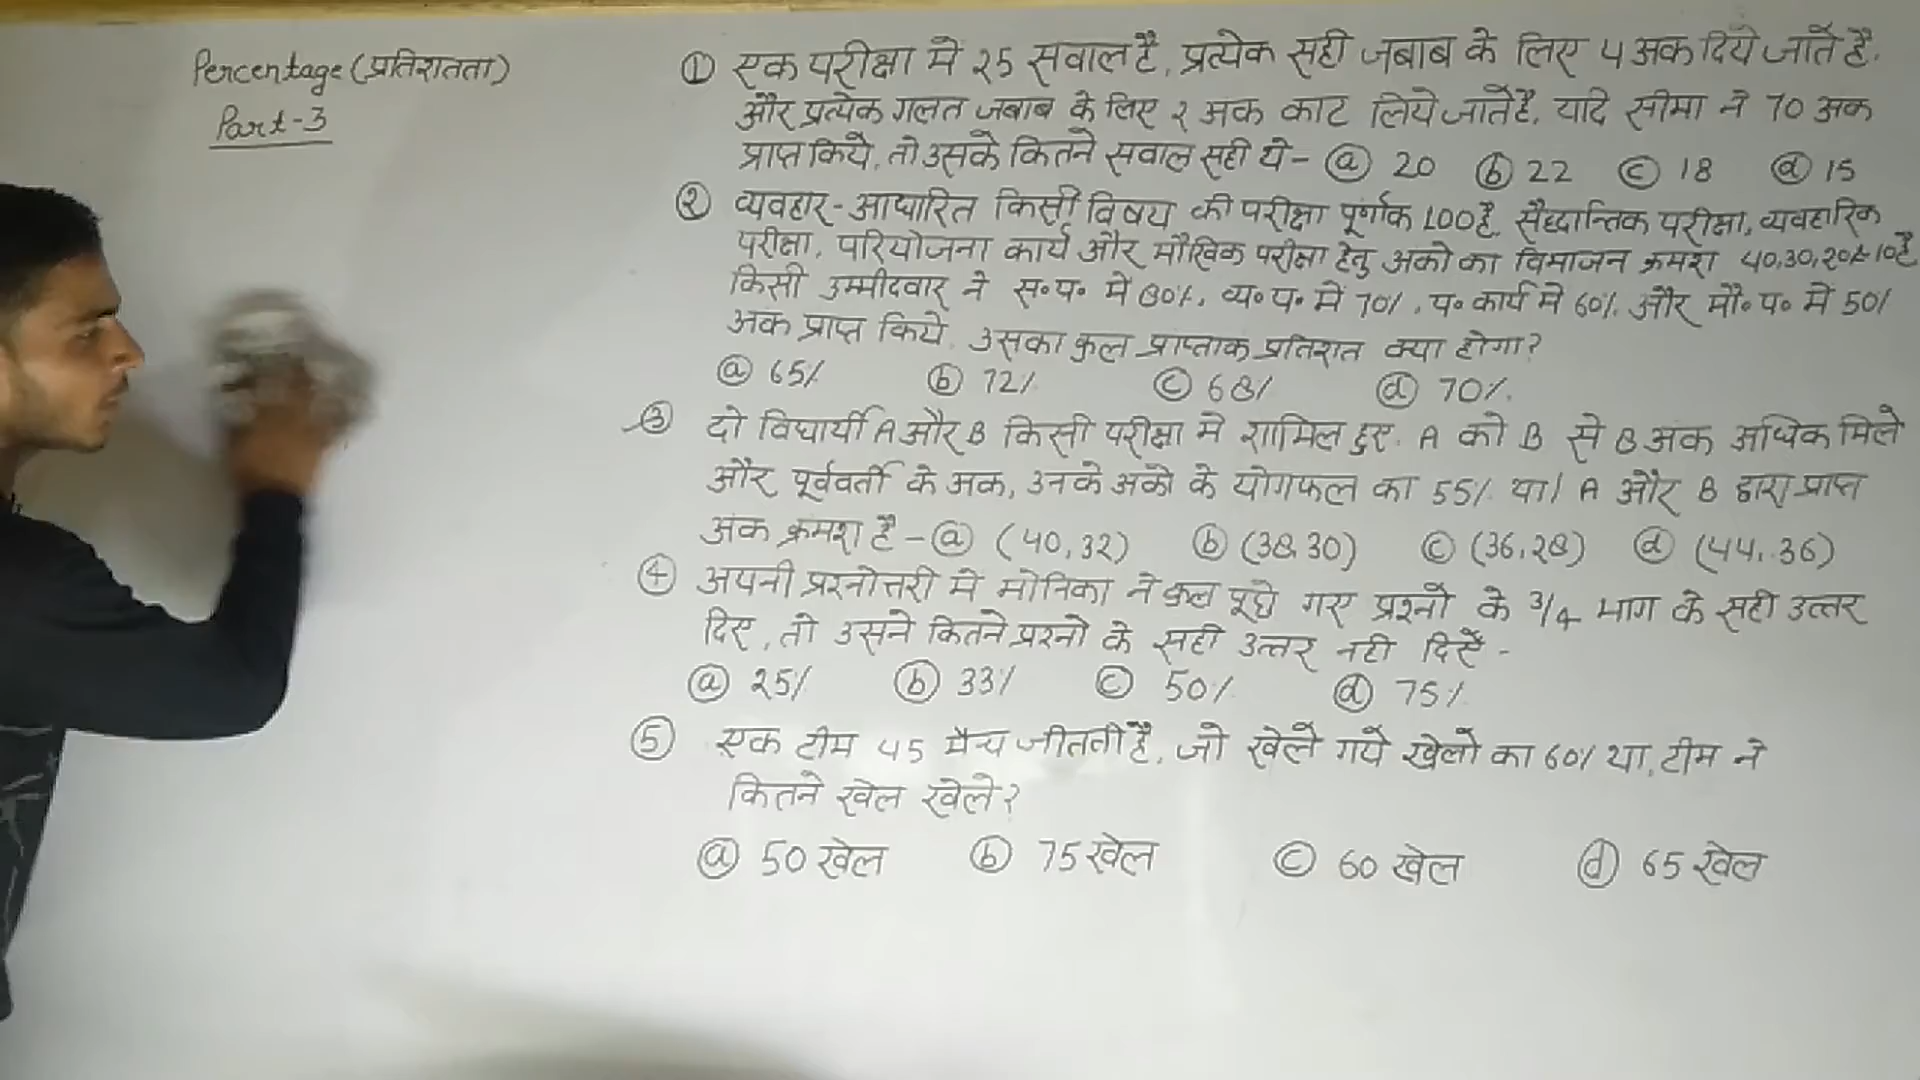 Percentage (प्रतिशतता)
Part-3
① एक परीक्षा मे 25 सवाल है, प्रत्येक सही जबाब के लिए 4 अंक दिये जाते है.
और प्रत्येक गलत जबाब के लिए 2 अंक काट लिये जाते है, यदि सीमा ने 70 अंक
प्राप्त किये, तो उसके कितने सवाल सही थे - ⓐ 20 ⓑ 22 ⓒ 18 ⓓ 15
② व्यवहार-आधारित किसी विषय की परीक्षा पूर्णांक 100 है, सैद्धान्तिक परीक्षा, व्यवहारिक
परीक्षा, परियोजना कार्य और मौखिक परीक्षा हेतु अंको का विभाजन क्रमश 40,30,20 & 10 है
किसी उम्मीदवार ने स॰प॰ में 80%, व्य॰प॰ में 70%, प॰ कार्य मे 60%, और मौ॰प॰ में 50%
अंक प्राप्त किये, उसका कुल प्राप्तांक प्रतिशत क्या होगा?
ⓐ 65% ⓑ 72% ⓒ 68% ⓓ 70%
③ दो विधार्थी A और B किसी परीक्षा मे शामिल हुए. A को B से 8 अंक अधिक मिले
और पूर्ववर्ती के अंक, उनके अंको के योगफल का 55% था। A और B द्वारा प्राप्त
अंक क्रमश है - ⓐ (40,32) ⓑ (38,30) ⓒ (36,28) ⓓ (44,36)
④ अपनी प्रश्नोत्तरी मे मोनिका ने कुल पूछे गए प्रश्नो के 3/4 भाग के सही उत्तर
दिए, तो उसने कितने प्रश्नो के सही उत्तर नही दिएँ -
ⓐ 25% ⓑ 33% ⓒ 50% ⓓ 75%
⑤ एक टीम 45 मैच जीतती है, जो खेले गये खेलो का 60% था, टीम ने
कितने खेल खेले?
ⓐ 50 खेल ⓑ 75 खेल ⓒ 60 खेल ⓓ 65 खेल